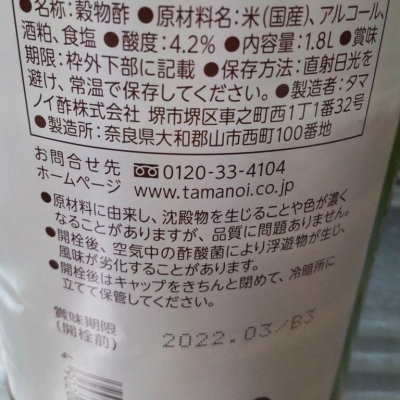 ●名称:穀物酢 ●原材料名:米(国産)、アルコール、
酒粕、食塩 ●酸度:4.2% ●内容量:1.8L ●賞味
期限:枠外下部に記載 ●保存方法:直射日光を
避け、常温で保存してください。 ●製造者:タマ
ノイ酢株式会社 堺市堺区車之町西1丁1番32号
●製造所:奈良県大和郡山市西町100番地
お問合せ先 0120-33-4104
ホームページ www.tamanoi.co.jp
●原材料に由来し、沈殿物を生じることや色が濃く
なることがありますが、品質に問題ありません。
●開栓後、空気中の酢酸菌により浮遊物が生じ、
風味が劣化することがあります。
●開栓後はキャップをきちんと閉めて、冷暗所に
立てて保管してください。
賞味期限
(開栓前)
2022.03/B3